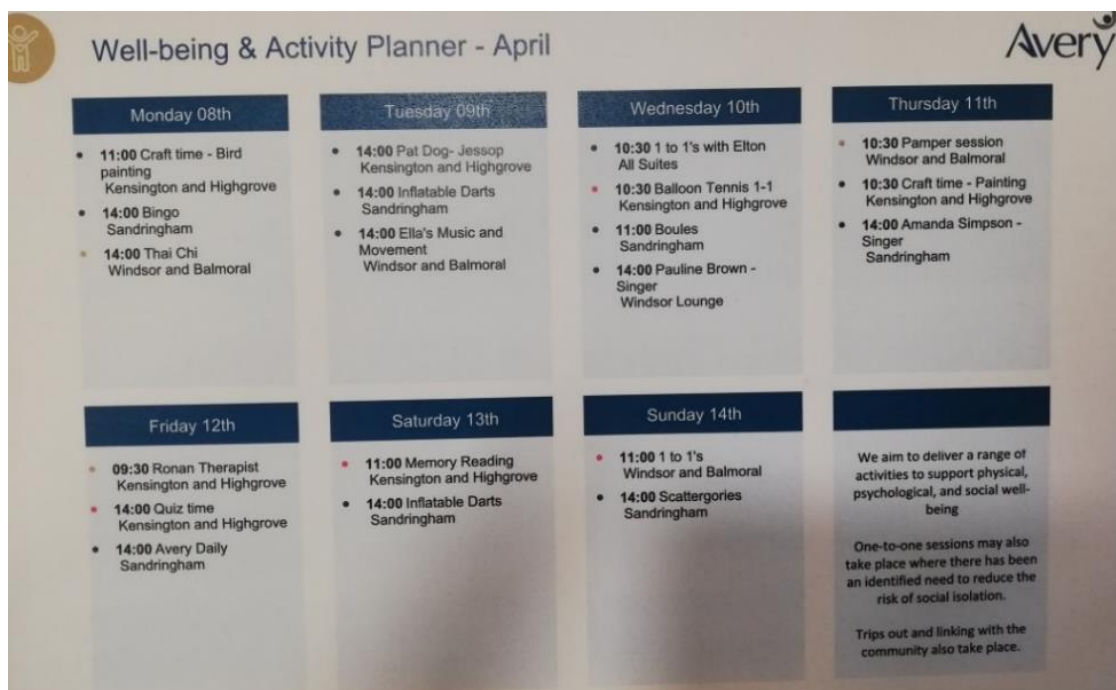 Well-being & Activity Planner - April
Avery
Monday 08th
11:00 Craft time - Bird
painting
Kensington and Highgrove
14:00 Bingo
Sandringham
14:00 Thai Chi
Windsor and Balmoral
Tuesday 09th
14:00 Pat Dog- Jessop
Kensington and Highgrove
14:00 Inflatable Darts
Sandringham
14:00 Ella's Music and
Movement
Windsor and Balmoral
Wednesday 10th
10:30 1 to 1's with Elton
All Suites
10:30 Balloon Tennis 1-1
Kensington and Highgrove
11:00 Boules
Sandringham
14:00 Pauline Brown -
Singer
Windsor Lounge
Thursday 11th
10:30 Pamper session
Windsor and Balmoral
10:30 Craft time - Painting
Kensington and Highgrove
14:00 Amanda Simpson -
Singer
Sandringham
Friday 12th
09:30 Ronan Therapist
Kensington and Highgrove
14:00 Quiz time
Kensington and Highgrove
14:00 Avery Daily
Sandringham
Saturday 13th
11:00 Memory Reading
Kensington and Highgrove
14:00 Inflatable Darts
Sandringham
Sunday 14th
11:00 1 to 1's
Windsor and Balmoral
14:00 Scattergories
Sandringham
We aim to deliver a range of
activities to support physical,
psychological, and social well-
being
One-to-one sessions may also
take place where there has been
an identified need to reduce the
risk of social isolation.
Trips out and linking with the
community also take place.